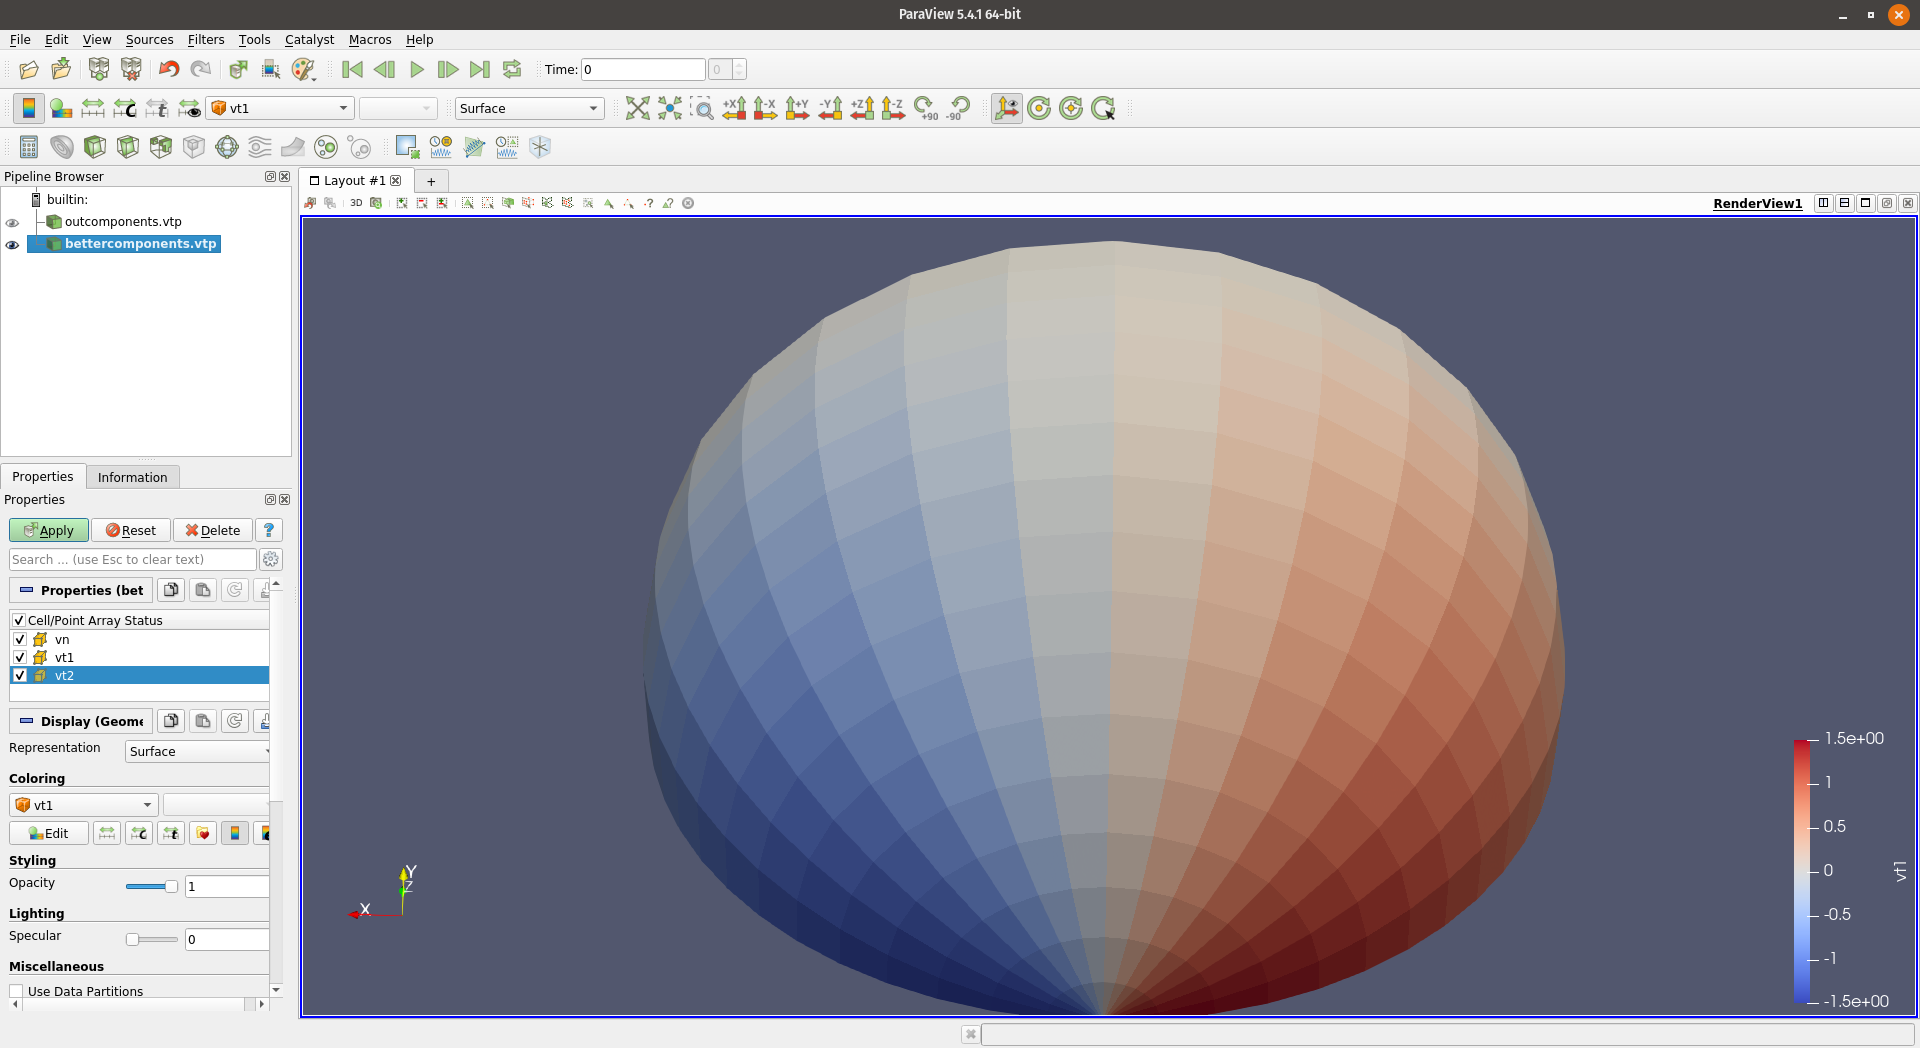 ParaView 5.4.1 64-bit
File Edit View Sources Filters Tools Catalyst Macros Help
Time: 0 0
vt1 Surface +X -X +Y -Y +Z -Z +90 -90
Pipeline Browser
Layout #1 +
builtin:
3D RenderView1
outcomponents.vtp
bettercomponents.vtp
Properties Information
Properties
Apply Reset Delete ?
Search ... (use Esc to clear text)
Properties (bet
Cell/Point Array Status
vn
vt1
vt2
Display (Geome
Representation Surface
Coloring
vt1
Edit
Styling
Opacity 1
Lighting
Specular 0
Miscellaneous
Use Data Partitions
Y
Z
X
1.5e+00
1
0.5
0
-0.5
-1
-1.5e+00
vt1